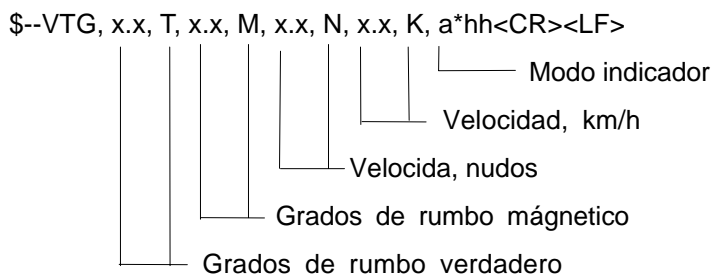 $--VTG, x.x, T, x.x, M, x.x, N, x.x, K, a*hh<CR><LF>
Modo indicador
Velocidad, km/h
Velocida, nudos
Grados de rumbo mágnetico
Grados de rumbo verdadero